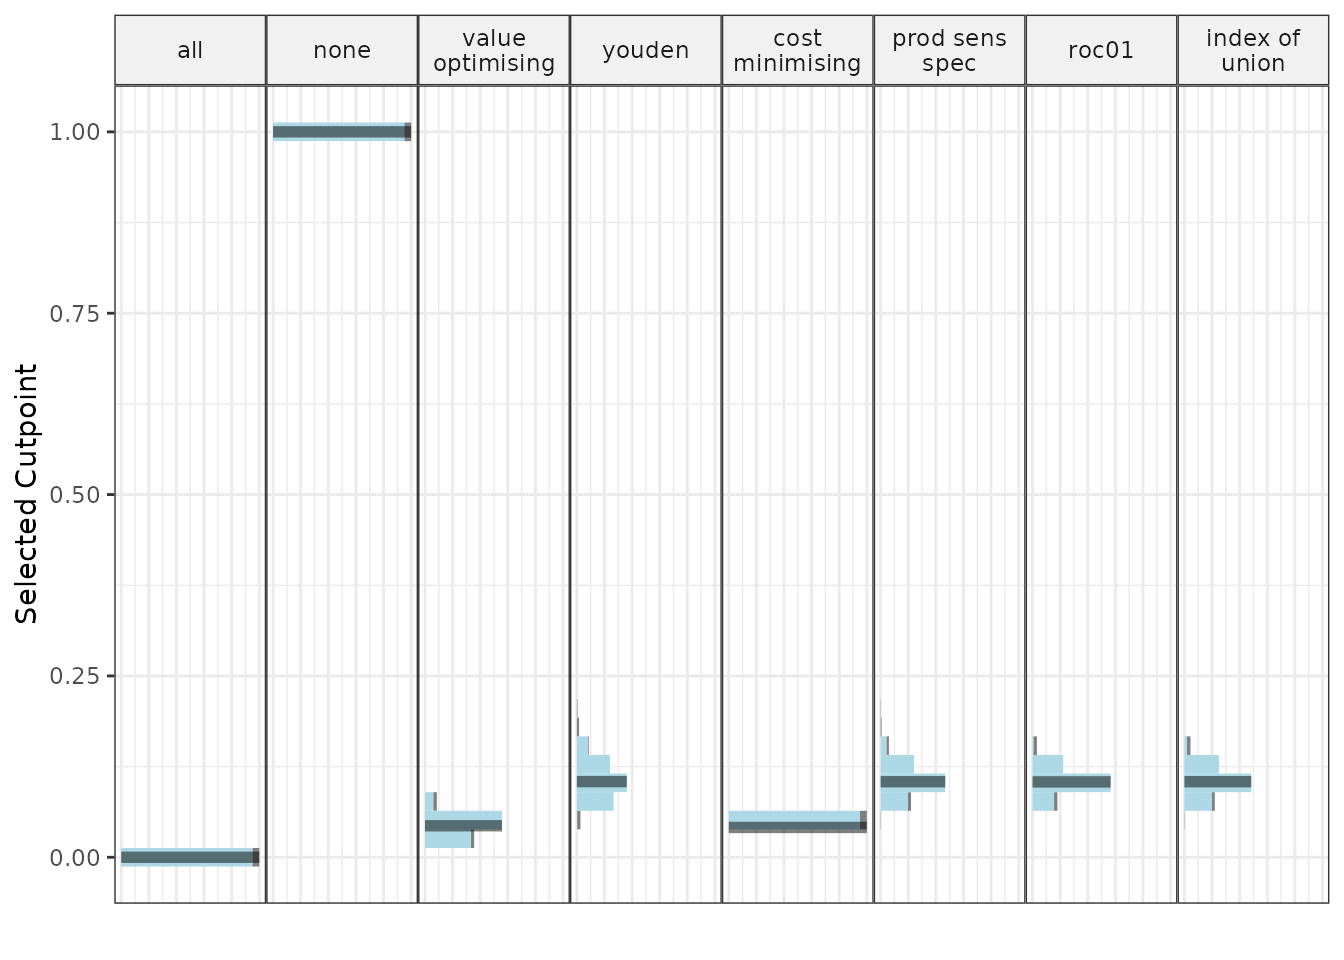 all
none
value
optimising
youden
cost
minimising
prod sens
spec
roc01
index of
union
1.00
0.75
0.50
0.25
0.00
Selected Cutpoint